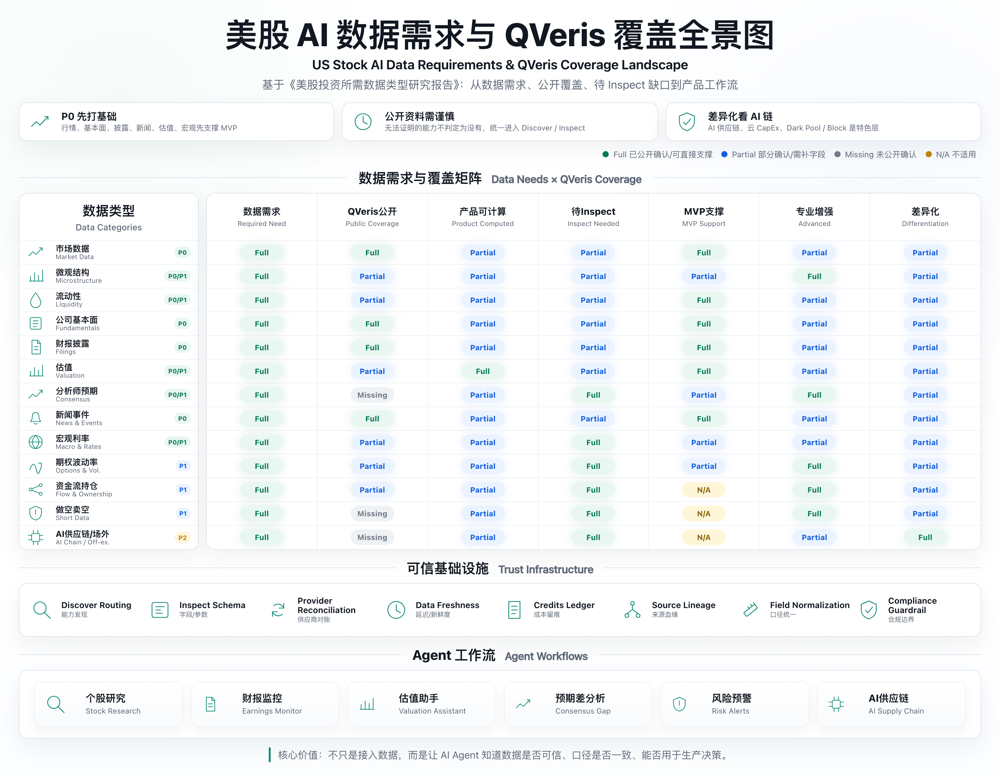 美股 AI 数据需求与 QVeris 覆盖全景图
US Stock AI Data Requirements & QVeris Coverage Landscape
基于《美股投资所需数据类型研究报告》：从数据需求、公开覆盖、待 Inspect 缺口到产品工作流
P0 先打基础
行情、基本面、披露、新闻、估值、宏观先支撑 MVP
公开资料需谨慎
无法证明的能力不判定为没有，统一进入 Discover / Inspect
差异化看 AI 链
AI 供应链、云 CapEx、Dark Pool / Block 是特色层
Full 已公开确认/可直接支撑 Partial 部分确认/需补字段 Missing 未公开确认 N/A 不适用
数据需求与覆盖矩阵 Data Needs × QVeris Coverage
数据类型
Data Categories
数据需求 QVeris公开 产品可计算 待Inspect MVP支撑 专业增强 差异化
Required Need Public Coverage Product Computed Inspect Needed MVP Support Advanced Differentiation
市场数据
Market Data
P0 Full Full Partial Partial Full Partial Partial
微观结构
Microstructure
P0/P1 Full Partial Partial Partial Partial Full Partial
流动性
Liquidity
P0/P1 Full Partial Partial Partial Full Partial Partial
公司基本面
Fundamentals
P0 Full Full Partial Partial Full Partial Partial
财报披露
Filings
P0 Full Full Partial Partial Full Partial Partial
估值
Valuation
P0/P1 Full Partial Full Partial Full Partial Partial
分析师预期
Consensus
P0/P1 Full Missing Partial Full Partial Full Partial
新闻事件
News & Events
P0 Full Full Partial Partial Full Partial Partial
宏观利率
Macro & Rates
P0/P1 Full Partial Partial Full Partial Partial Partial
期权波动率
Options & Vol.
P1 Full Partial Partial Full Partial Full Partial
资金流持仓
Flow & Ownership
P1 Full Partial Partial Full N/A Full Partial
做空卖空
Short Data
P1 Full Missing Partial Full N/A Full Partial
AI供应链/场外
AI Chain / Off-ex.
P2 Full Missing Partial Full N/A Partial Full
可信基础设施 Trust Infrastructure
Discover Routing
能力发现
Inspect Schema
字段/参数
Provider
Reconciliation
供应商对账
Data Freshness
延迟/新鲜度
Credits Ledger
成本留痕
Source Lineage
来源血缘
Field Normalization
口径统一
Compliance
Guardrail
合规边界
Agent 工作流 Agent Workflows
个股研究
Stock Research
财报监控
Earnings Monitor
估值助手
Valuation Assistant
预期差分析
Consensus Gap
风险预警
Risk Alerts
AI供应链
AI Supply Chain
核心价值：不只是接入数据，而是让 AI Agent 知道数据是否可信、口径是否一致、能否用于生产决策。